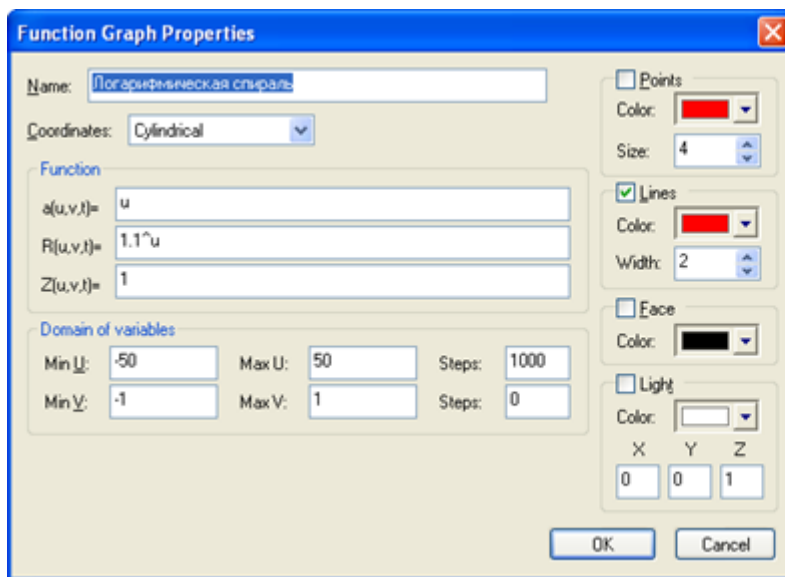 Function Graph Properties
Name: Логарифмическая спираль
Coordinates: Cylindrical
Function
a(u,v,t)= u
R(u,v,t)= 1.1^u
Z(u,v,t)= 1
Domain of variables
Min U: -50 Max U: 50 Steps: 1000
Min V: -1 Max V: 1 Steps: 0
Points
Color:
Size: 4
Lines
Color:
Width: 2
Face
Color:
Light
Color:
X Y Z
0 0 1
OK Cancel